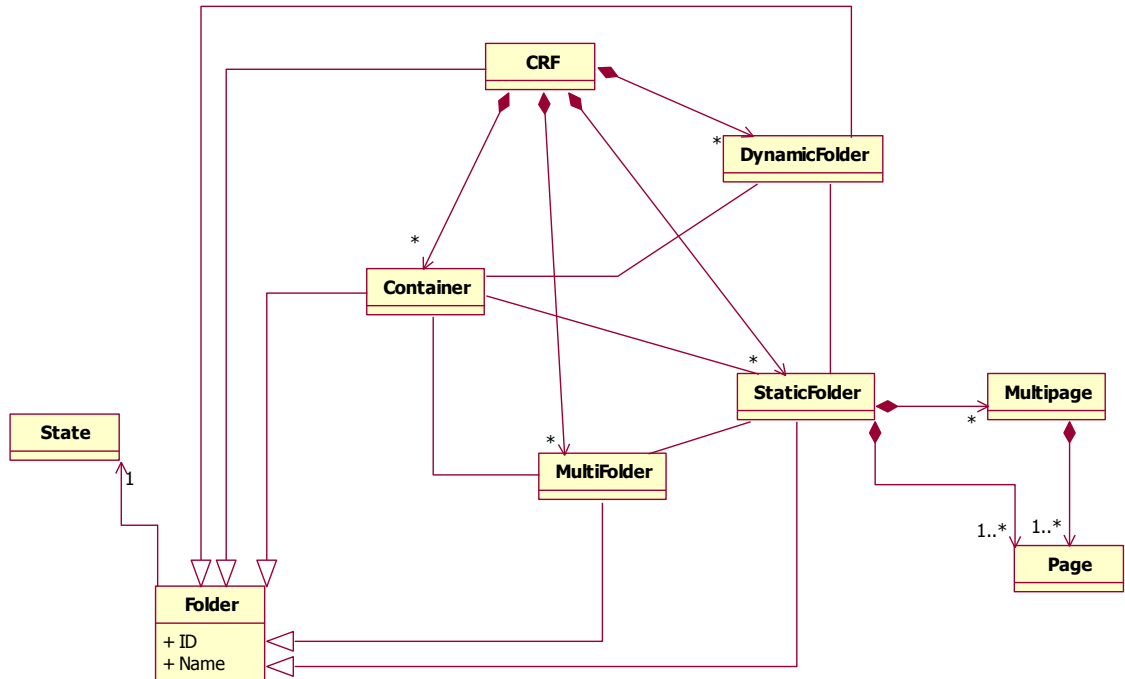 CRF
*
DynamicFolder
*
Container
*
StaticFolder
Multipage
*
State
1
*
MultiFolder
1..*
1..*
Page
Folder
+ ID
+ Name